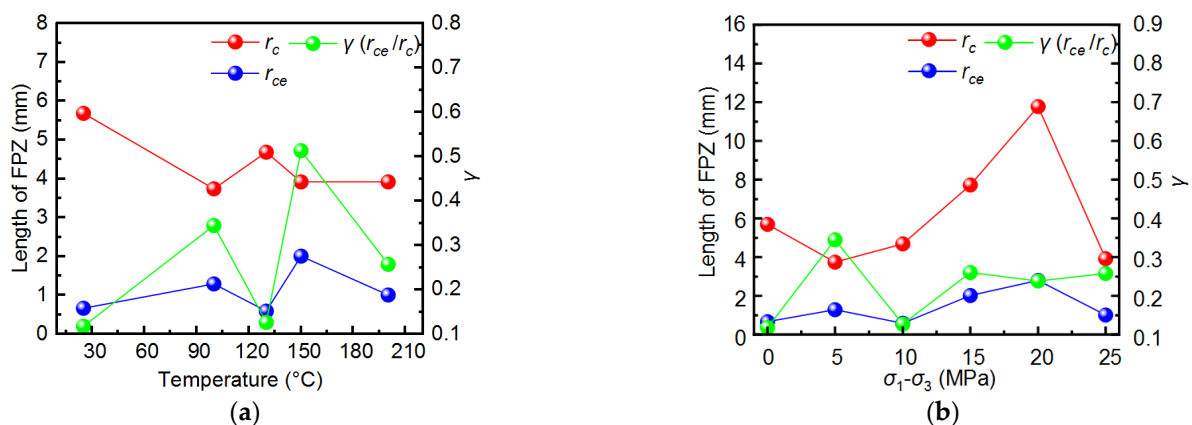 8
7
6
5
4
3
2
1
0
Length of FPZ (mm)
r_c γ (r_ce/r_c)
r_ce
0.8
0.7
0.6
0.5
0.4
0.3
0.2
0.1
γ
30 60 90 120 150 180 210
Temperature (°C)
(a)
16
14
12
10
8
6
4
2
0
Length of FPZ (mm)
r_c γ (r_ce/r_c)
r_ce
0.9
0.8
0.7
0.6
0.5
0.4
0.3
0.2
0.1
γ
0 5 10 15 20 25
σ1-σ3 (MPa)
(b)